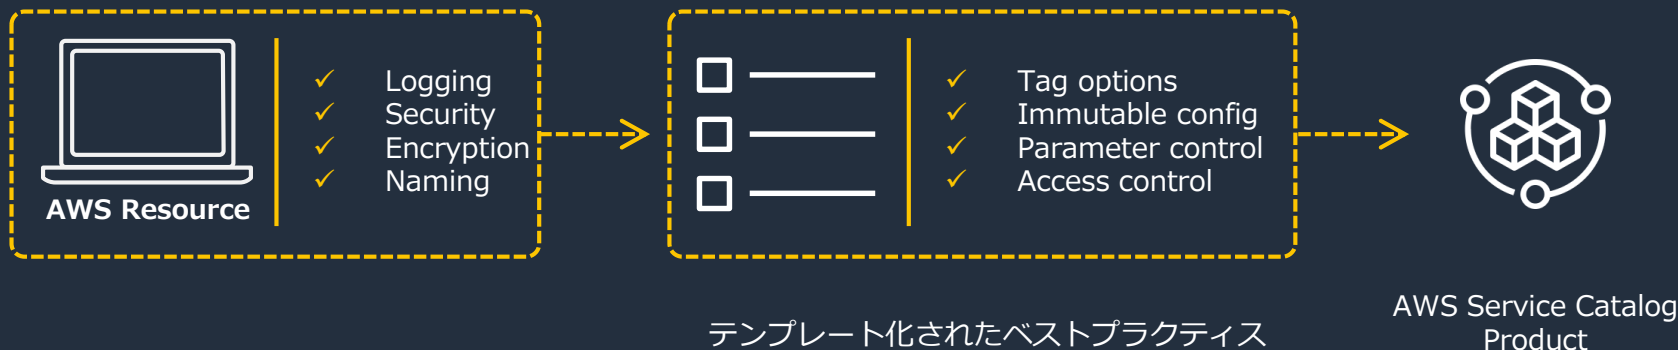 AWS Resource
✓ Logging
✓ Security
✓ Encryption
✓ Naming
✓ Tag options
✓ Immutable config
✓ Parameter control
✓ Access control
テンプレート化されたベストプラクティス
AWS Service Catalog
Product